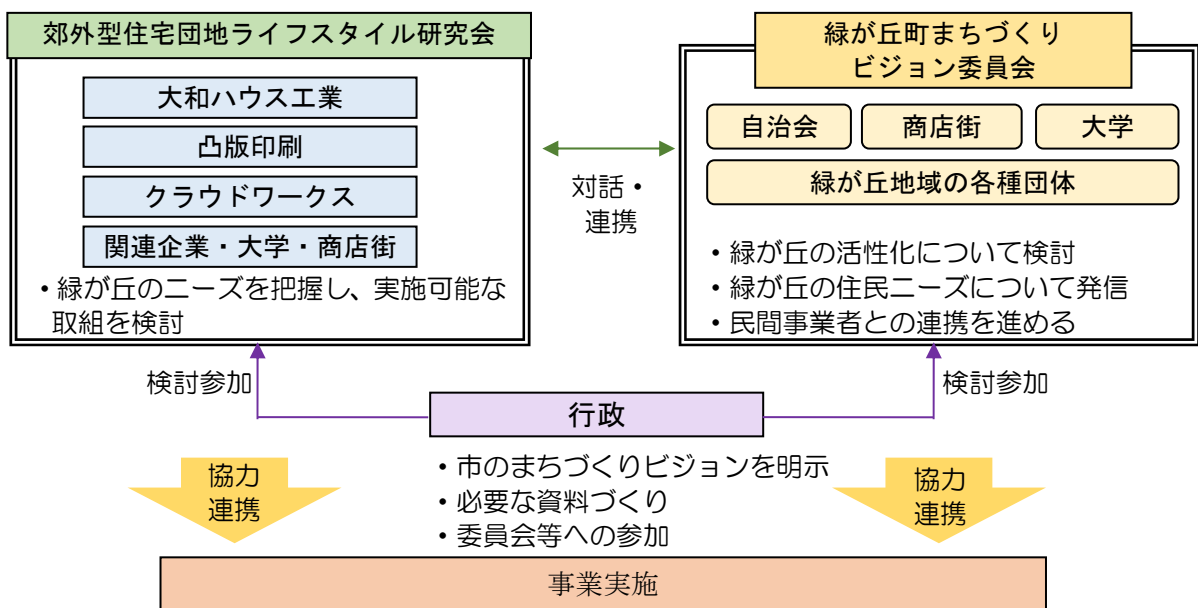 郊外型住宅団地ライフスタイル研究会
大和ハウス工業
凸版印刷
クラウドワークス
関連企業・大学・商店街
・緑が丘のニーズを把握し、実施可能な
取組を検討
対話・
連携
緑が丘町まちづくり
ビジョン委員会
自治会
商店街
大学
緑が丘地域の各種団体
・緑が丘の活性化について検討
・緑が丘の住民ニーズについて発信
・民間事業者との連携を進める
検討参加
検討参加
行政
・市のまちづくりビジョンを明示
・必要な資料づくり
・委員会等への参加
協力
連携
協力
連携
事業実施